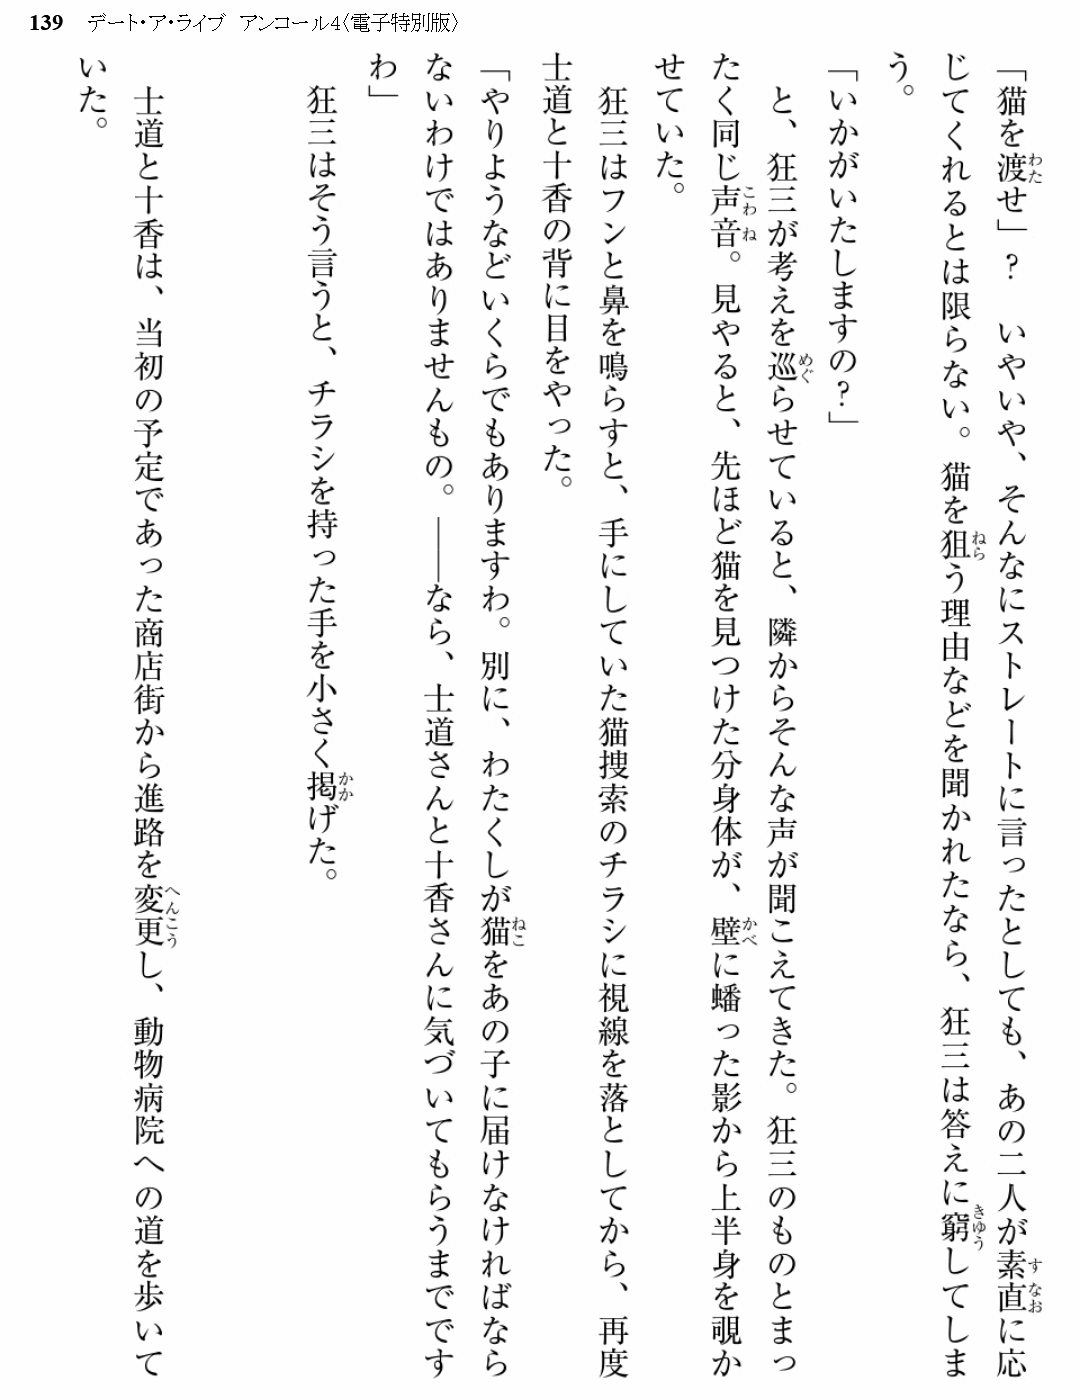 139　デート・ア・ライブ　アンコール4〈電子特別版〉
「猫を渡せ」？　いやいや、そんなにストレートに言ったとしても、あの二人が素直に応
じてくれるとは限らない。猫を狙う理由などを聞かれたなら、狂三は答えに窮してしま
う。
「いかがいたしますの？」
　と、狂三が考えを巡らせていると、隣からそんな声が聞こえてきた。狂三のものとまっ
たく同じ声音。見やると、先ほど猫を見つけた分身体が、壁に蟠った影から上半身を覗か
せていた。
　狂三はフンと鼻を鳴らすと、手にしていた猫捜索のチラシに視線を落としてから、再度
士道と十香の背に目をやった。
「やりようなどいくらでもありますわ。別に、わたくしが猫をあの子に届けなければなら
ないわけではありませんもの。――なら、士道さんと十香さんに気づいてもらうまでです
わ」
　狂三はそう言うと、チラシを持った手を小さく掲げた。
　士道と十香は、当初の予定であった商店街から進路を変更し、動物病院への道を歩いて
いた。